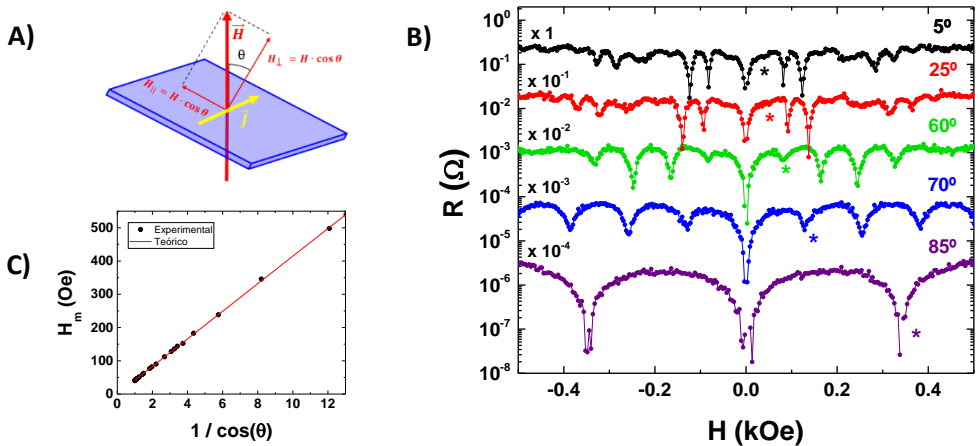 A)
H
θ
H⊥ = H · cos θ
H|| = H · cos θ
j
B)
10^0
10^-1
10^-2
10^-3
10^-4
10^-5
10^-6
10^-7
10^-8
R (Ω)
x 1
5º
*
x 10^-1
25º
*
x 10^-2
60º
*
x 10^-3
70º
*
x 10^-4
85º
*
-0.4 -0.2 0.0 0.2 0.4
H (kOe)
C)
500
400
300
200
100
0
H_m (Oe)
Experimental
Teórico
0 2 4 6 8 10 12
1 / cos(θ)